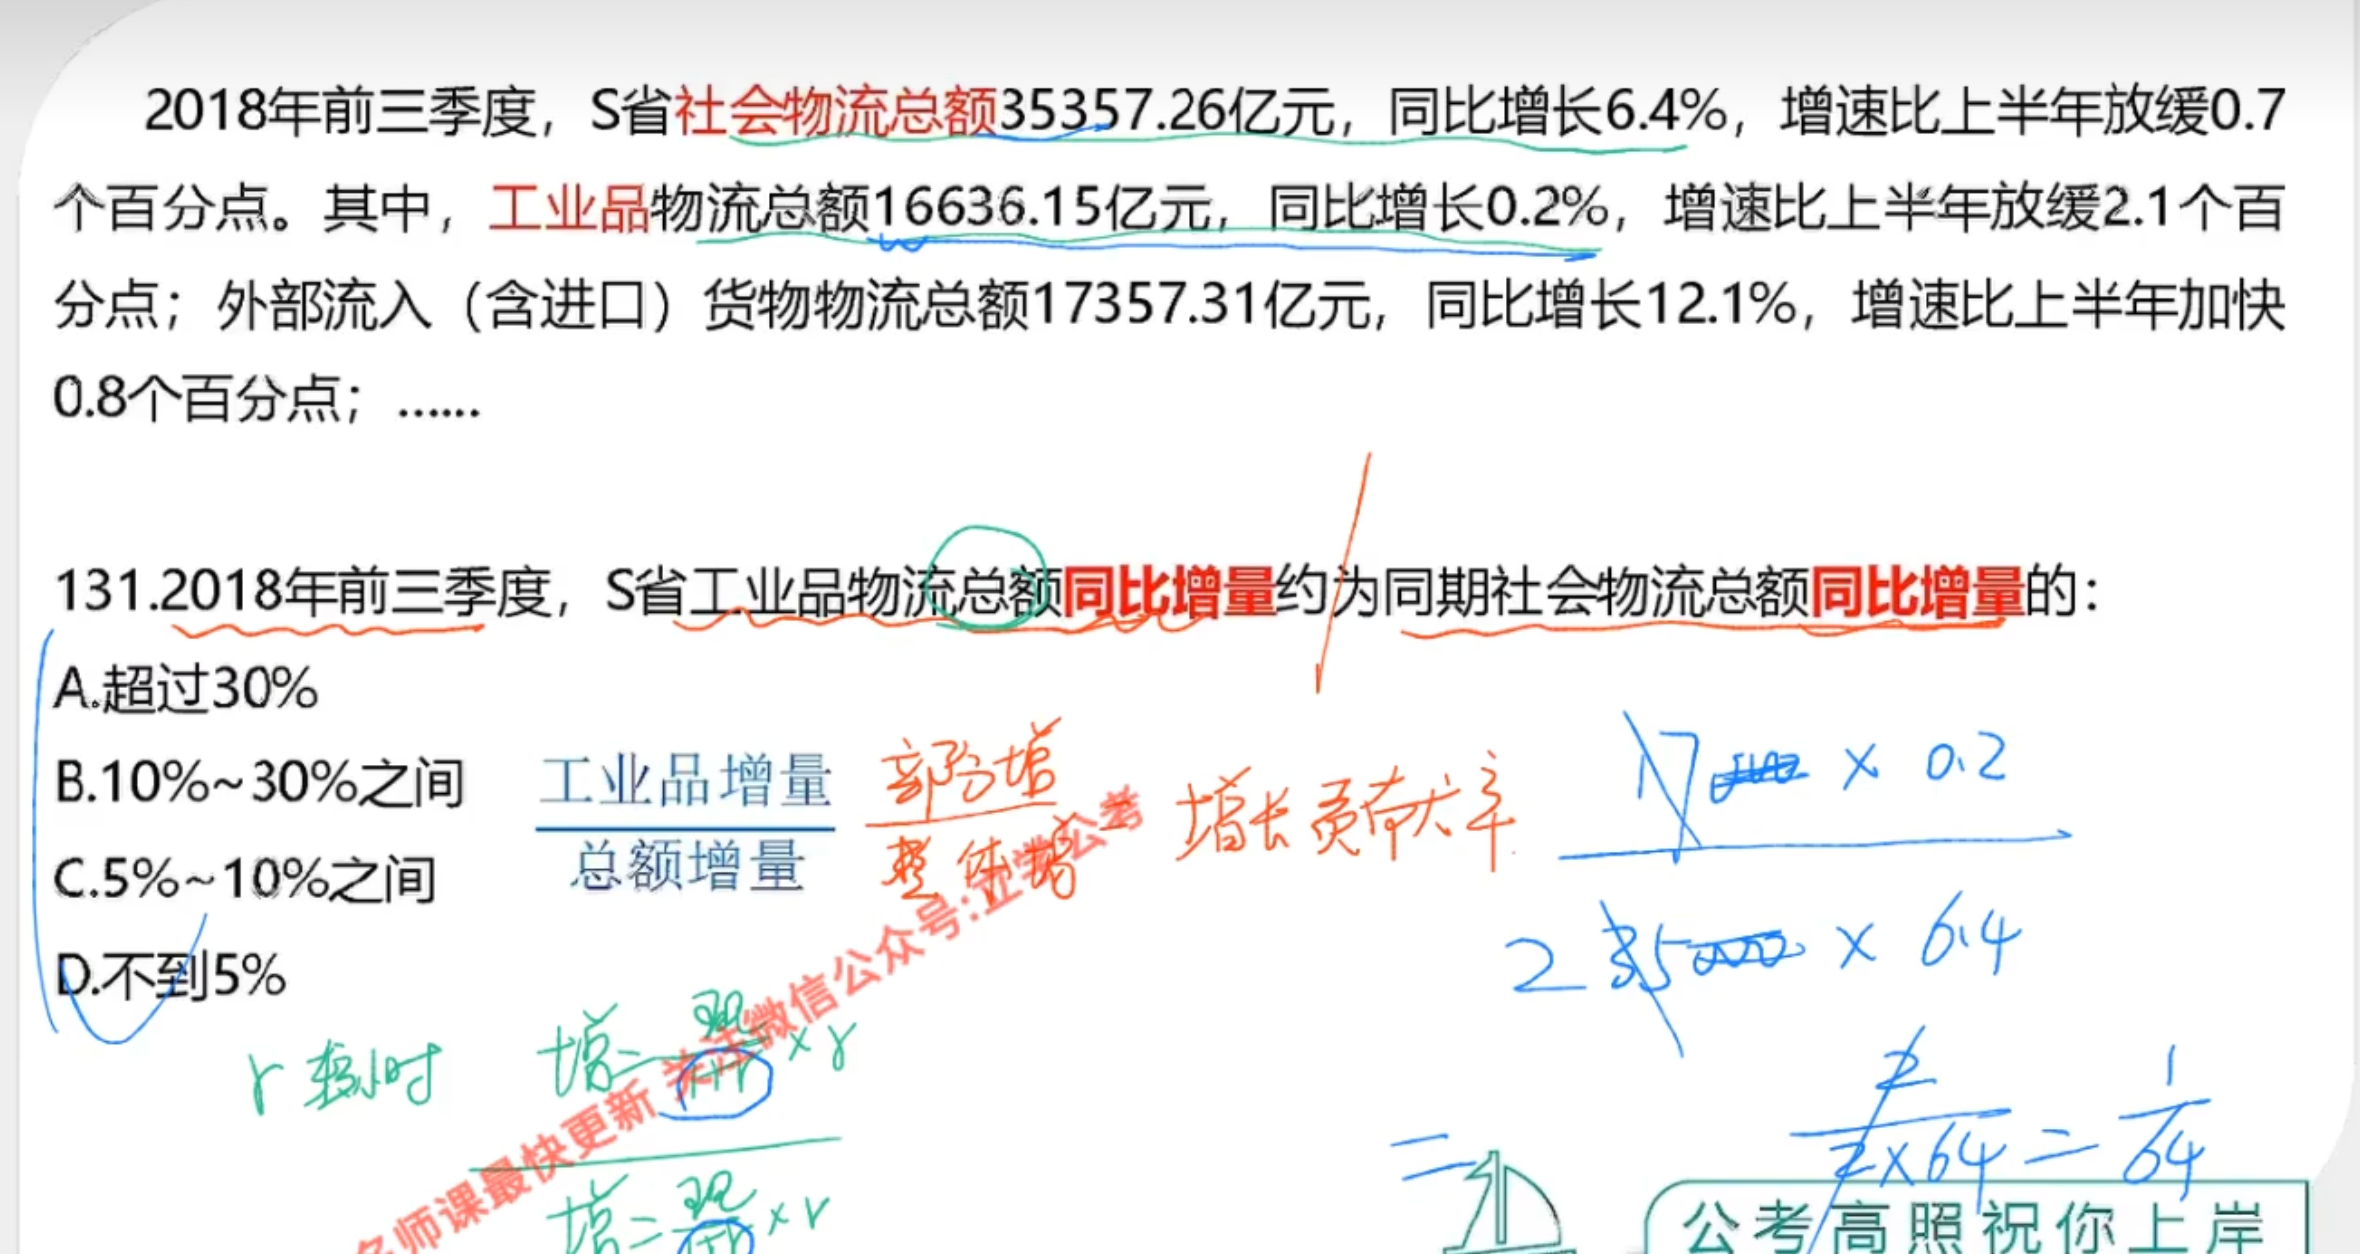 2018年前三季度，S省社会物流总额35357.26亿元，同比增长6.4%，增速比上半年放缓0.7
个百分点。其中，工业品物流总额16636.15亿元，同比增长0.2%，增速比上半年放缓2.1个百
分点；外部流入（含进口）货物物流总额17357.31亿元，同比增长12.1%，增速比上半年加快
0.8个百分点；……
131.2018年前三季度，S省工业品物流总额同比增量约为同期社会物流总额同比增量的：
A.超过30%
B.10%~30%之间
C.5%~10%之间
D.不到5%
工业品增量
总额增量
部分增
整体增
= 增长贡献率
17 × 0.2
2 35000 × 6.4
r 较小时
增=现 × r
增=现 × r
= 2
2×64 = 1
64
名师课最快更新 关注微信公众号:
公考高照祝你上岸